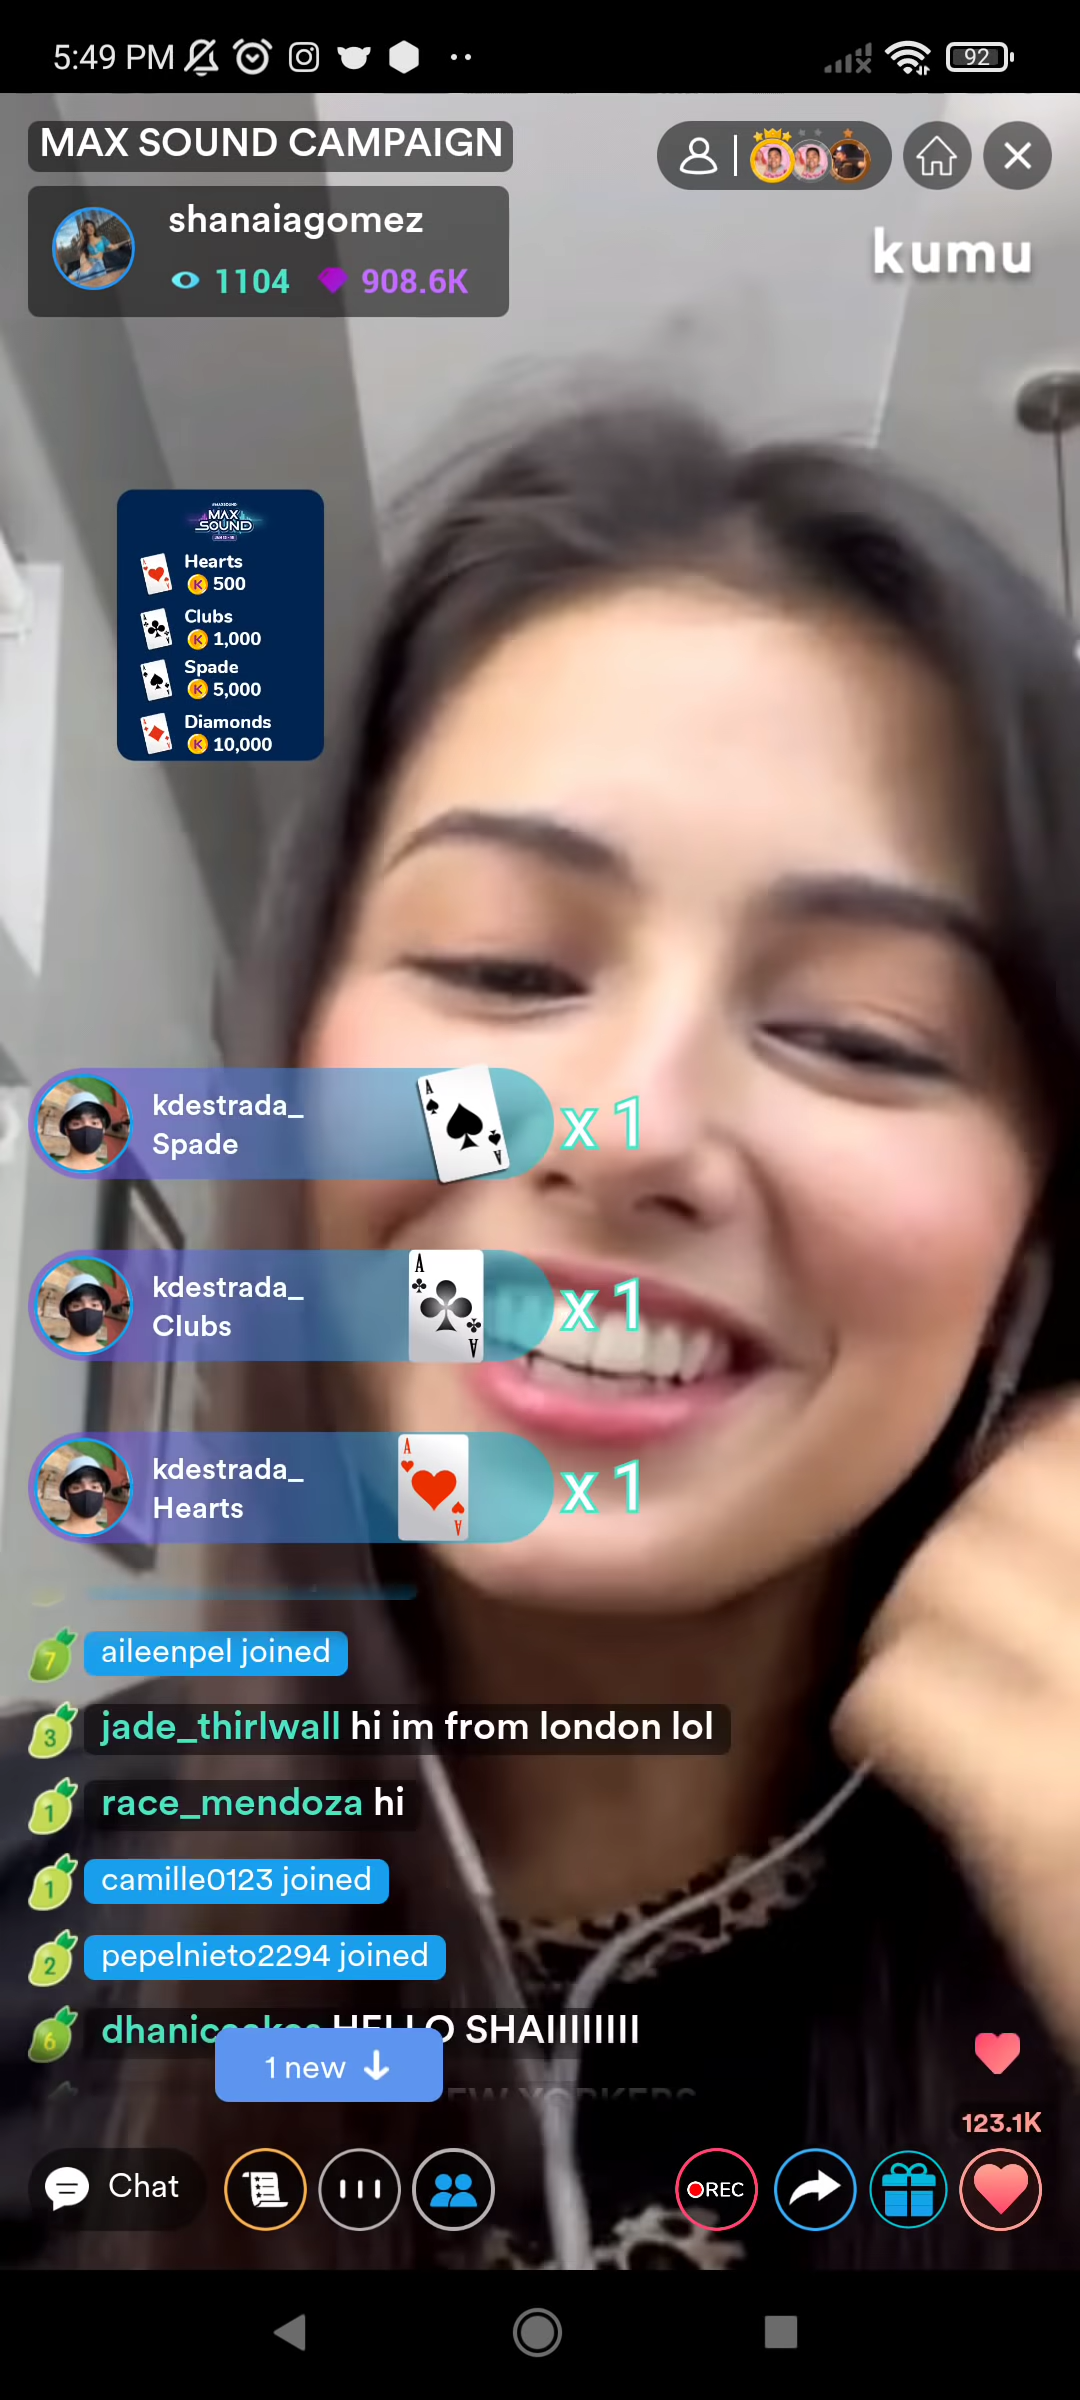 5:49 PM
92
MAX SOUND CAMPAIGN
shanaiagomez
1104 908.6K
kumu
MAX
SOUND
Hearts
K 500
Clubs
K 1,000
Spade
K 5,000
Diamonds
K 10,000
kdestrada_
Spade
A
A
x 1
kdestrada_
Clubs
A
A
x 1
kdestrada_
Hearts
A
A
x 1
7 aileenpel joined
3 jade_thirlwall hi im from london lol
1 race_mendoza hi
1 camille0123 joined
2 pepelnieto2294 joined
6 SHAIIIIIIII
1 new
123.1K
Chat
REC